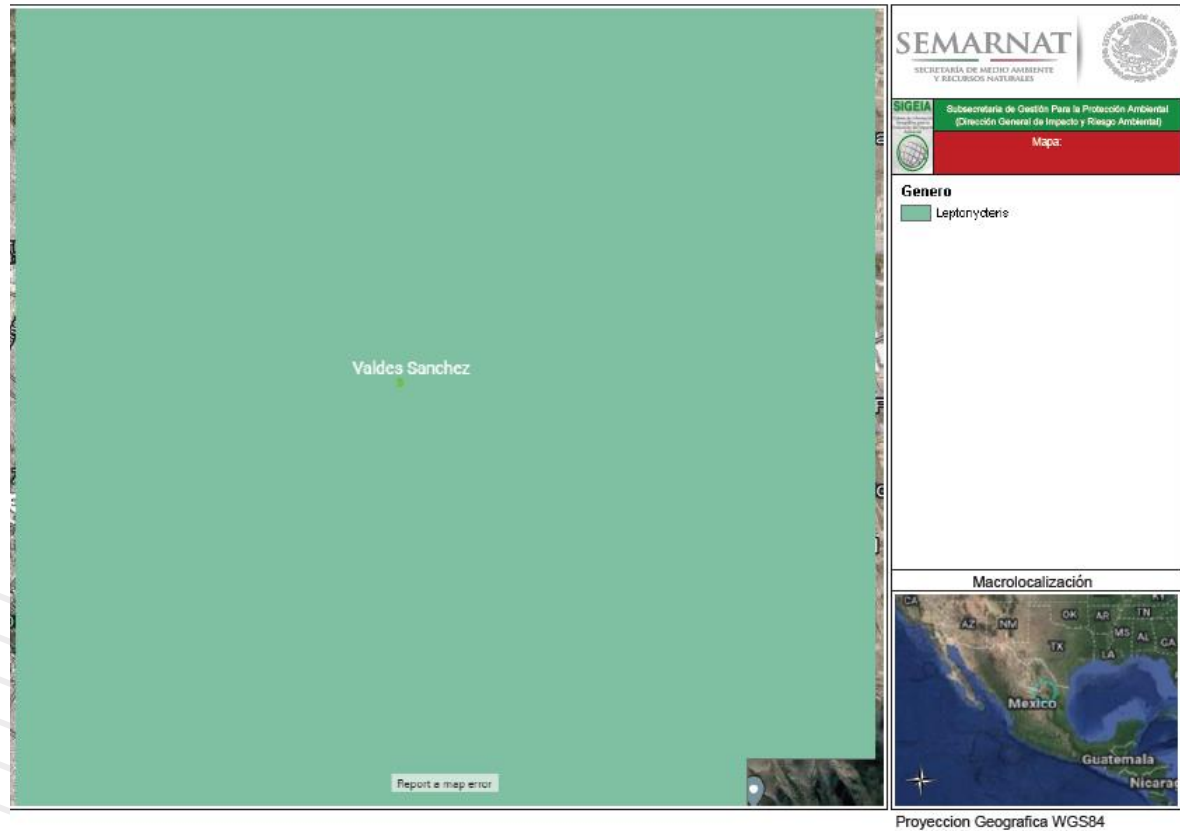 Valdes Sanchez
Report a map error
SEMARNAT
SECRETARÍA DE MEDIO AMBIENTE
Y RECURSOS NATURALES
SIGEIA
Subsecretaria de Gestión Para la Protección Ambiental
(Dirección General de Impacto y Riesgo Ambiental)
Mapa:
Genero
Leptonycteris
Macrolocalización
CA
AZ
NM
OK
AR
TN
TX
MS
AL
GA
LA
Mexico
Guatemala
Nicara
Proyeccion Geografica WGS84